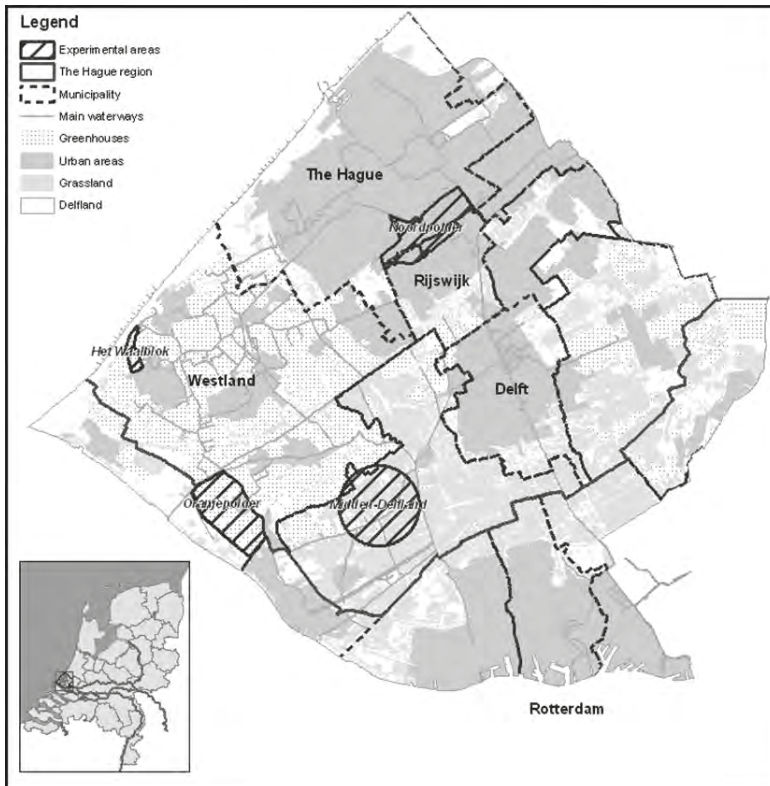 Legend
Experimental areas
The Hague region
Municipality
Main waterways
Greenhouses
Urban areas
Grassland
Delfland
The Hague
Noordpolder
Rijswijk
Het Waalblok
Westland
Delft
Oranjepolder
Midden-Delfland
Rotterdam